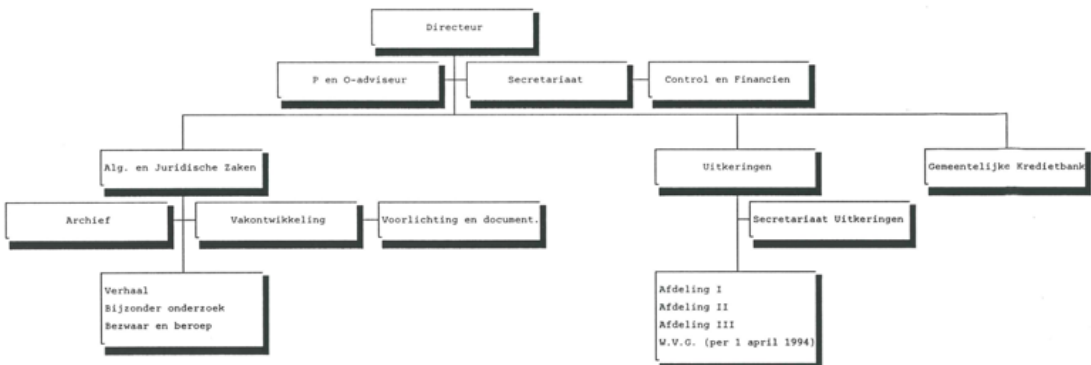 Directeur
P en O-adviseur
Secretariaat
Control en Financien
Alg. en Juridische Zaken
Uitkeringen
Gemeentelijke Kredietbank
Archief
Vakontwikkeling
Voorlichting en document.
Secretariaat Uitkeringen
Verhaal
Bijzonder onderzoek
Bezwaar en beroep
Afdeling I
Afdeling II
Afdeling III
W.V.G. (per 1 april 1994)